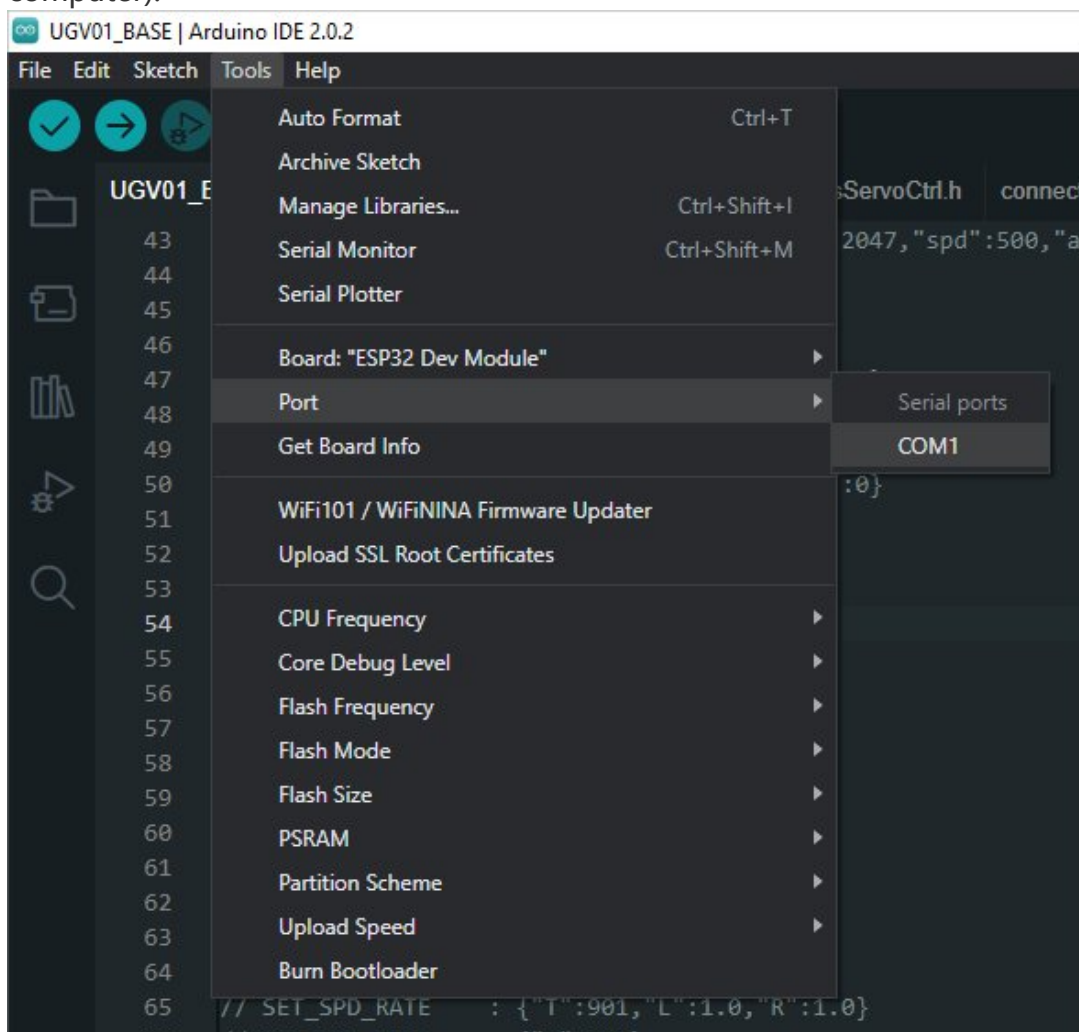 computer).
UGV01_BASE | Arduino IDE 2.0.2
File Edit Sketch Tools Help
Auto Format Ctrl+T
Archive Sketch
UGV01_B sServoCtrl.h connect
Manage Libraries... Ctrl+Shift+I
43 2047,"spd":500,"a
Serial Monitor Ctrl+Shift+M
44
Serial Plotter
45
46
Board: "ESP32 Dev Module"
47
Port Serial ports
48
49 Get Board Info COM1
50 :0}
51 WiFi101 / WiFiNINA Firmware Updater
52 Upload SSL Root Certificates
53
54 CPU Frequency
55 Core Debug Level
56 Flash Frequency
57
58 Flash Mode
59 Flash Size
60 PSRAM
61
Partition Scheme
62
63 Upload Speed
64 Burn Bootloader
65 // SET_SPD_RATE : {"T":901,"L":1.0,"R":1.0}